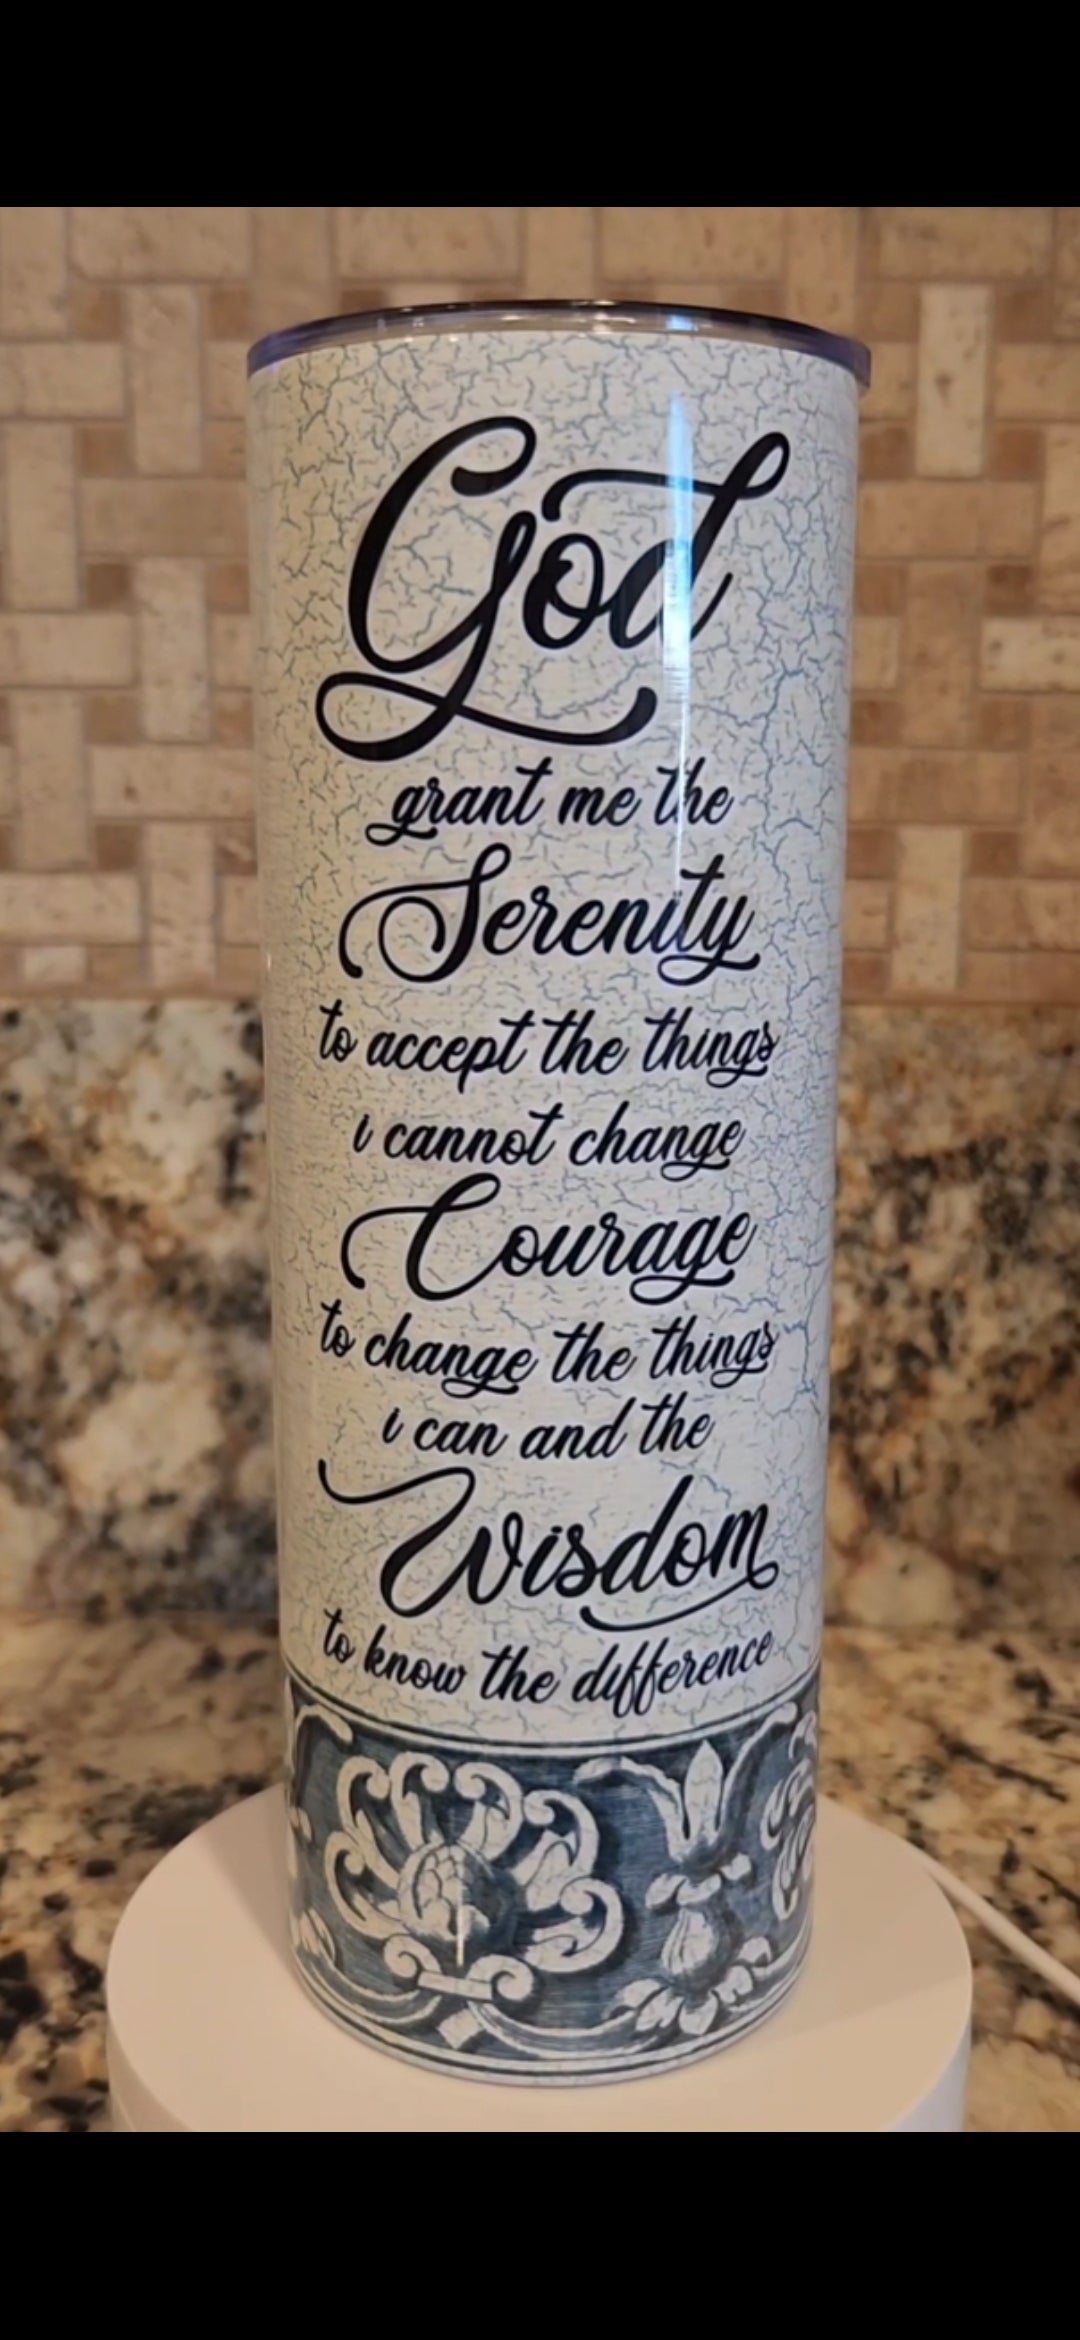 God
grant me the
Serenity
to accept the things
i cannot change
Courage
to change the things
i can and the
Wisdom
to know the difference